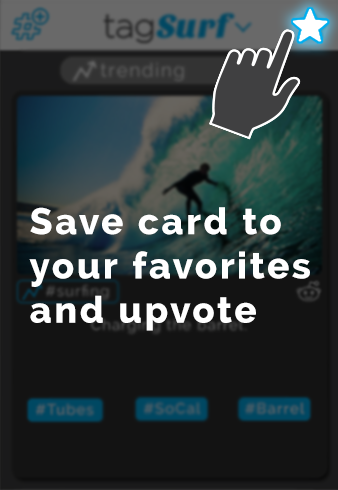 tagSurf
trending
Save card to
your favorites
and upvote
#surfing
Charging the barrel
#Tubes #SoCal #Barrel